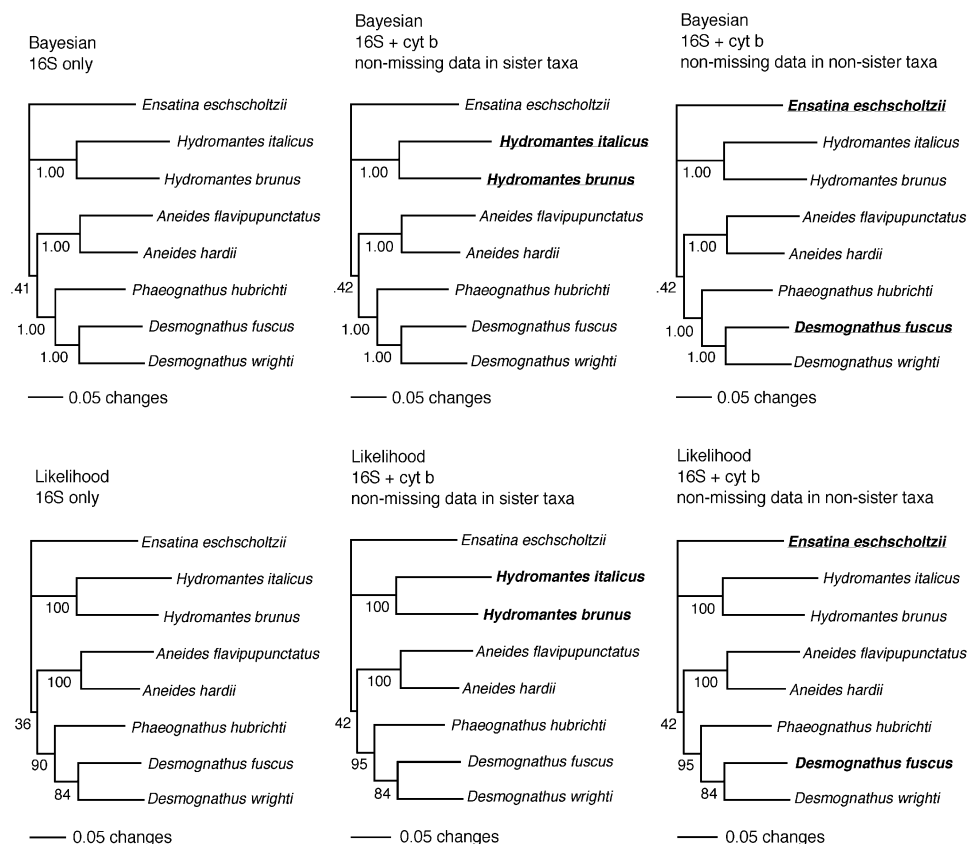 Bayesian
16S only
Ensatina eschscholtzii
Hydromantes italicus
1.00
Hydromantes brunus
Aneides flavipupunctatus
1.00
Aneides hardii
.41
Phaeognathus hubrichti
1.00
Desmognathus fuscus
1.00
Desmognathus wrighti
0.05 changes
Bayesian
16S + cyt b
non-missing data in sister taxa
Ensatina eschscholtzii
Hydromantes italicus
1.00
Hydromantes brunus
Aneides flavipupunctatus
1.00
Aneides hardii
.42
Phaeognathus hubrichti
1.00
Desmognathus fuscus
1.00
Desmognathus wrighti
0.05 changes
Bayesian
16S + cyt b
non-missing data in non-sister taxa
Ensatina eschscholtzii
Hydromantes italicus
1.00
Hydromantes brunus
Aneides flavipupunctatus
1.00
Aneides hardii
.42
Phaeognathus hubrichti
1.00
Desmognathus fuscus
1.00
Desmognathus wrighti
0.05 changes
Likelihood
16S only
Ensatina eschscholtzii
Hydromantes italicus
100
Hydromantes brunus
Aneides flavipupunctatus
100
Aneides hardii
36
Phaeognathus hubrichti
90
Desmognathus fuscus
84
Desmognathus wrighti
0.05 changes
Likelihood
16S + cyt b
non-missing data in sister taxa
Ensatina eschscholtzii
Hydromantes italicus
100
Hydromantes brunus
Aneides flavipupunctatus
100
Aneides hardii
42
Phaeognathus hubrichti
95
Desmognathus fuscus
84
Desmognathus wrighti
0.05 changes
Likelihood
16S + cyt b
non-missing data in non-sister taxa
Ensatina eschscholtzii
Hydromantes italicus
100
Hydromantes brunus
Aneides flavipupunctatus
100
Aneides hardii
42
Phaeognathus hubrichti
95
Desmognathus fuscus
84
Desmognathus wrighti
0.05 changes